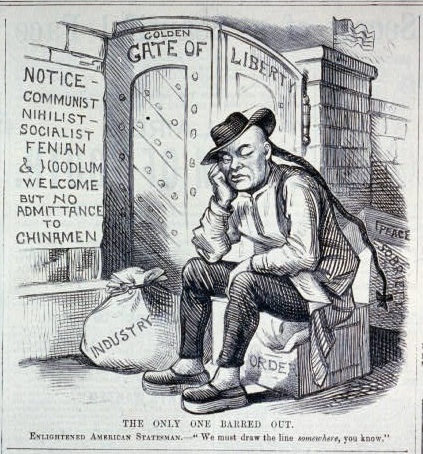 GOLDEN
GATE OF LIBERTY
NOTICE -
COMMUNIST
NIHILIST -
SOCIALIST
FENIAN
& HOODLUM
WELCOME
BUT NO
ADMITTANCE
TO
CHINAMEN
INDUSTRY
ORDER
PEACE
SOBRIETY
THE ONLY ONE BARRED OUT.
ENLIGHTENED AMERICAN STATESMAN.—"We must draw the line somewhere, you know."